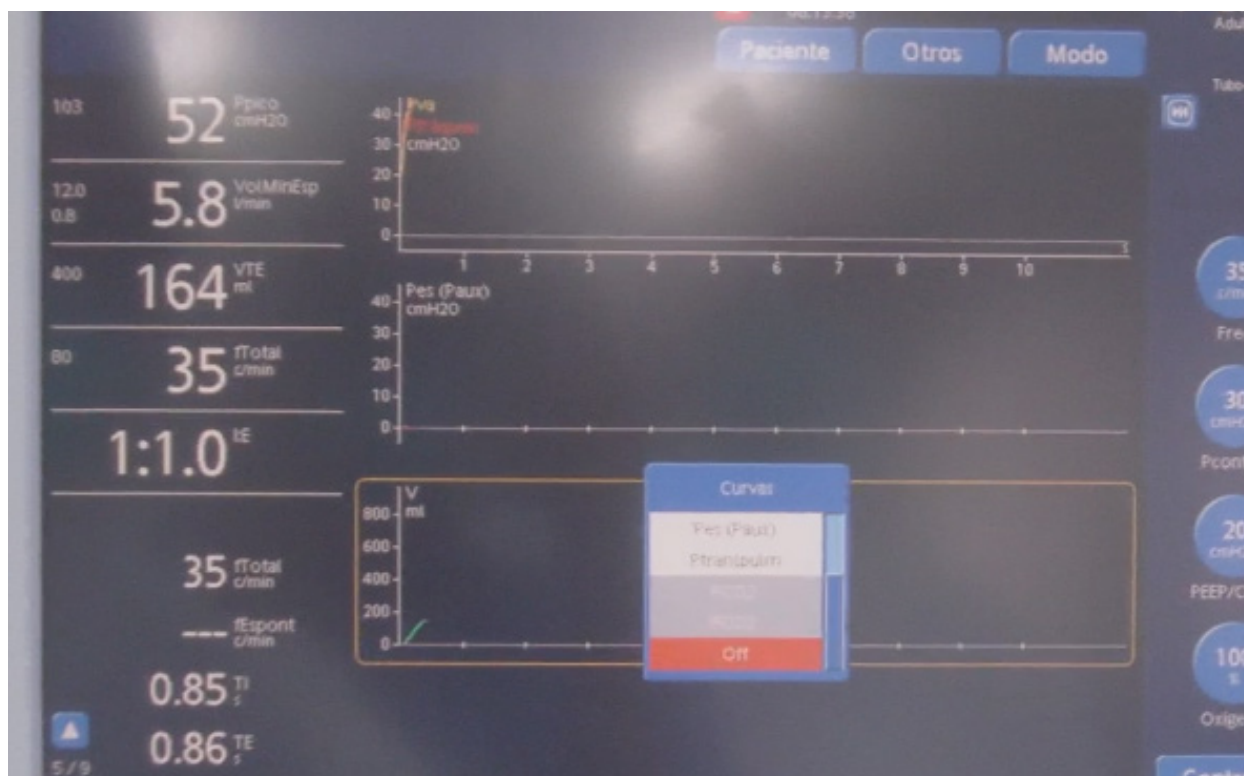 Paciente
Otros
Modo
103
52
Ppico
cmH2O
12.0
0.8
5.8
VolMinEsp
l/min
400
164
VTE
ml
80
35
fTotal
c/min
1:1.0
I:E
35
fTotal
c/min
---
fEspont
c/min
0.85
TI
s
0.86
TE
s
5/9
40
30
20
10
0
cmH2O
1
2
3
4
5
6
7
8
9
10
s
40
30
20
10
0
Pes (Paux)
cmH2O
800
600
400
200
0
V
ml
Curvas
Pes (Paux)
Ptranspulm
Off
35
c/m
Fre
30
cmH
Pcont
20
cmH
PEEP/C
100
%
Oxíge